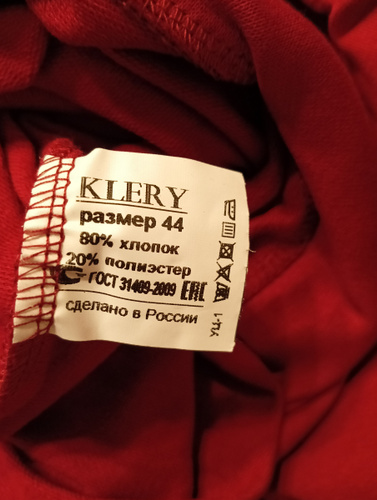 KLERY
размер 44
80% хлопок
20% полиэстер
ГОСТ 31409-2009 ЕАС
сделано в России
УЦ-1